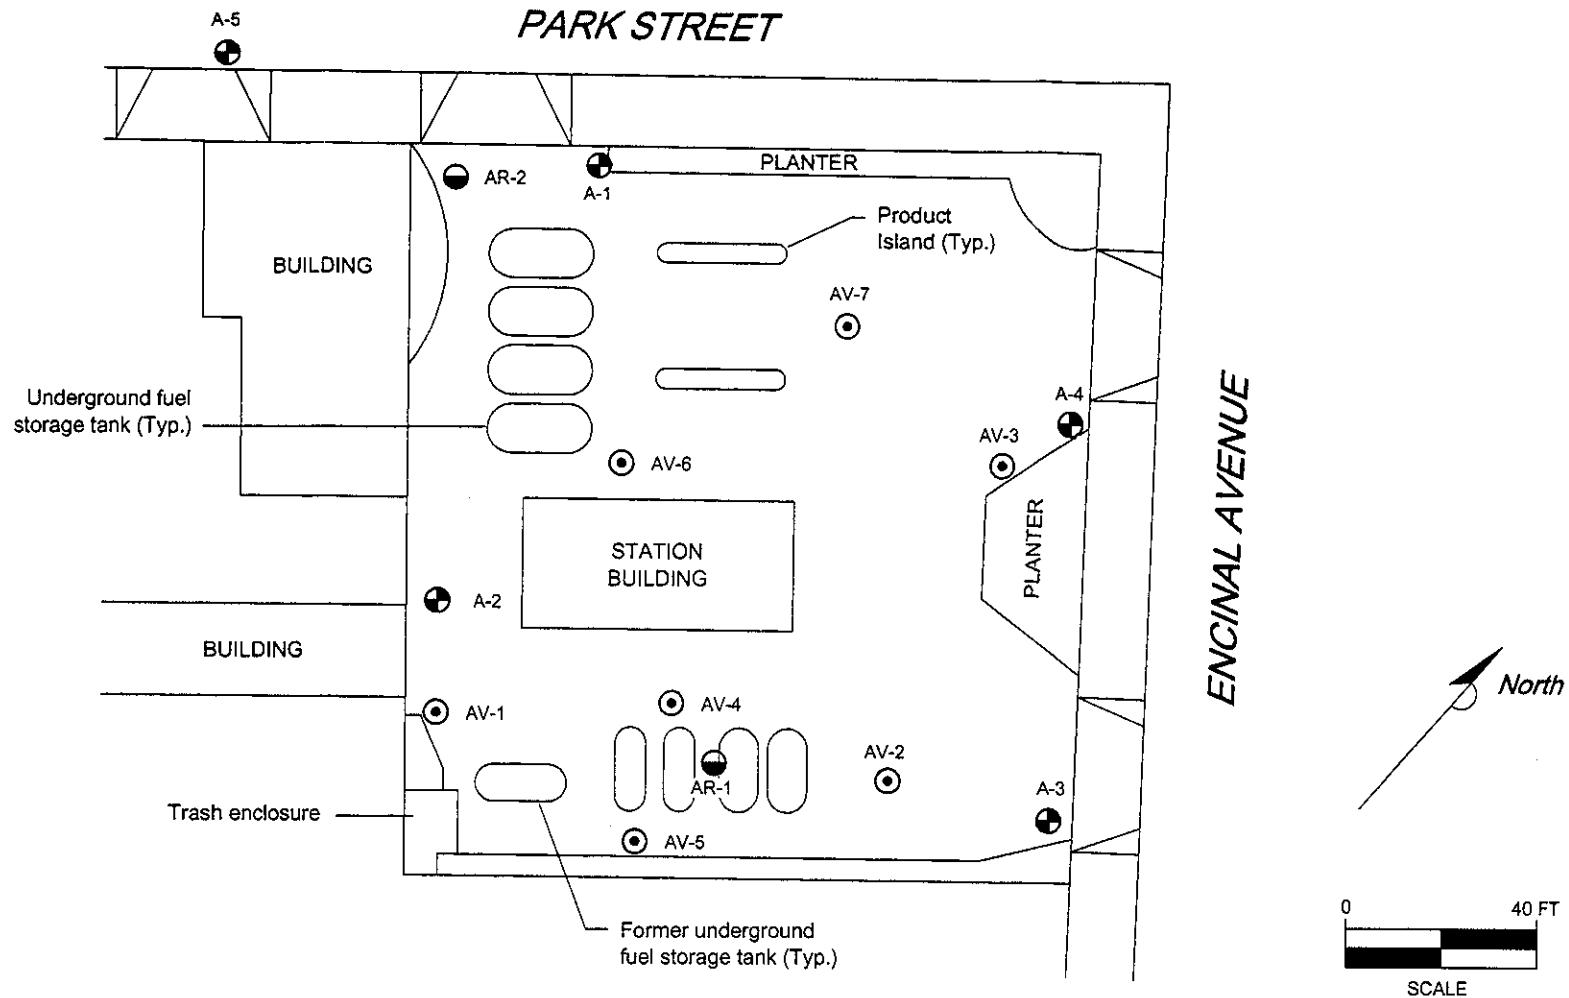 A-5
PARK STREET
PLANTER
AR-2
A-1
Product
Island (Typ.)
BUILDING
AV-7
Underground fuel
storage tank (Typ.)
A-4
AV-3
AV-6
ENCINAL AVENUE
PLANTER
STATION
BUILDING
A-2
BUILDING
North
AV-1
AV-4
AV-2
AR-1
A-3
Trash enclosure
AV-5
Former underground
fuel storage tank (Typ.)
0 40 FT
SCALE